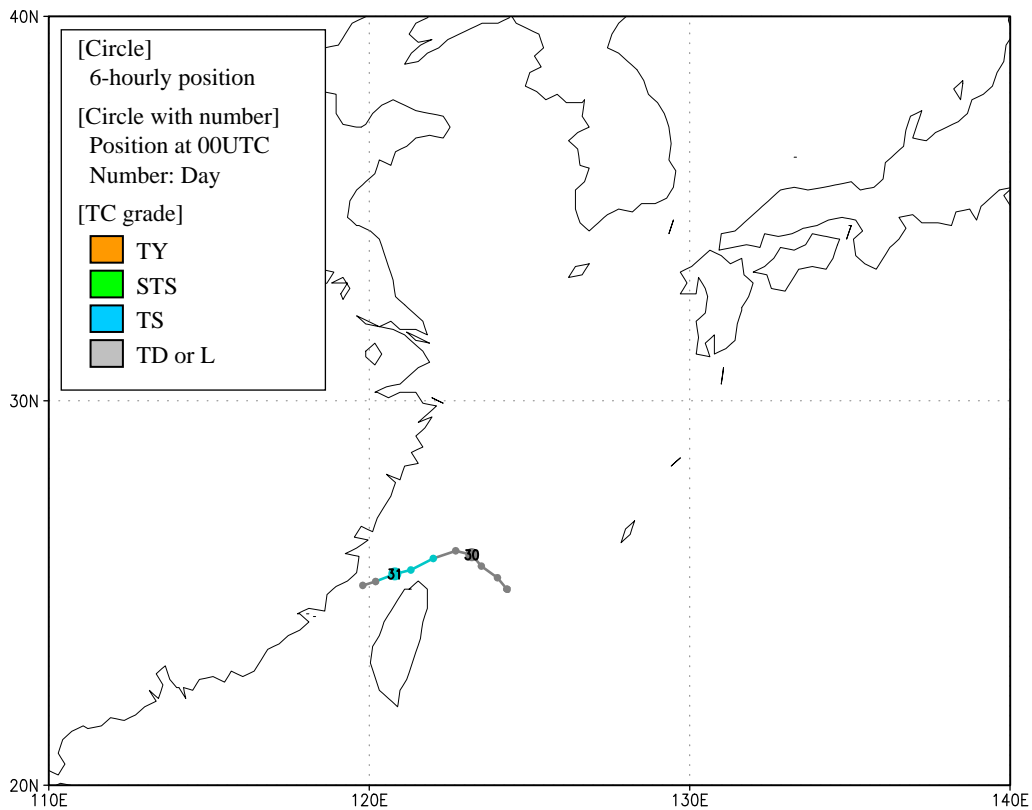 40N
[Circle]
6-hourly position
[Circle with number]
Position at 00UTC
Number: Day
[TC grade]
TY
STS
TS
TD or L
30N
30
31
20N
110E 120E 130E 140E